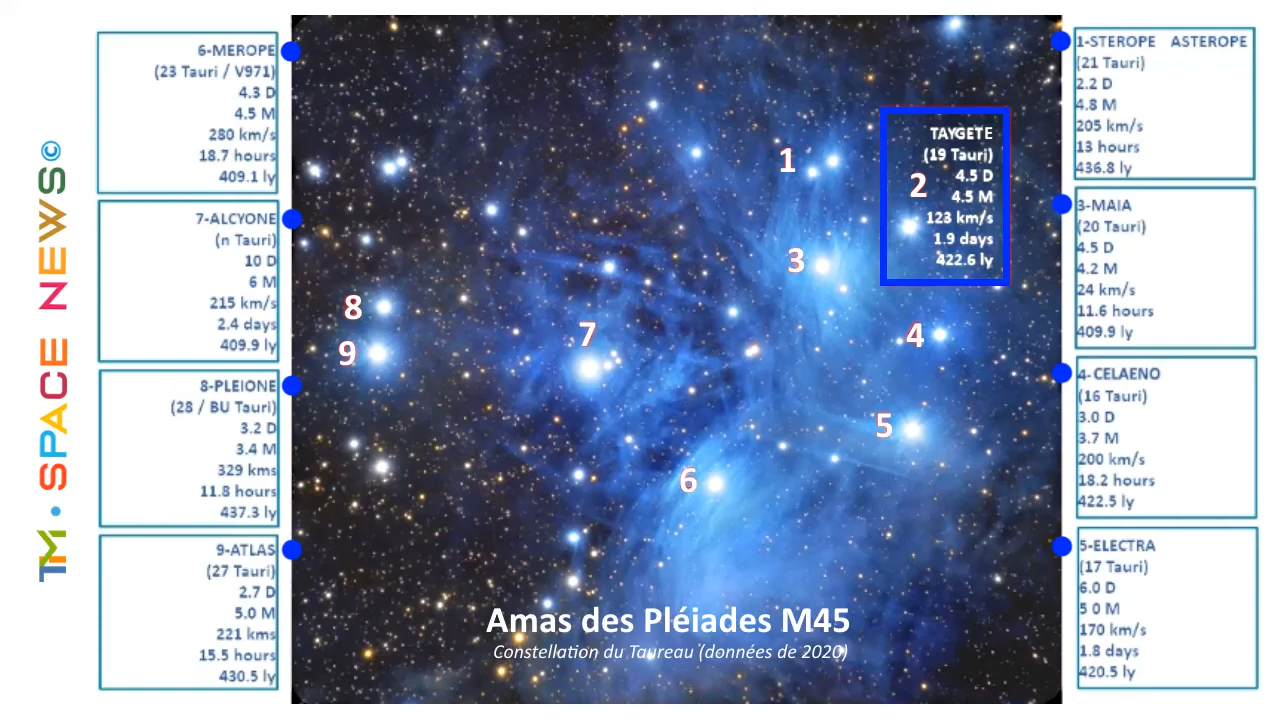 TM • SPACE NEWS©
6-MEROPE
(23 Tauri / V971)
4.3 D
4.5 M
280 km/s
18.7 hours
409.1 ly
7-ALCYONE
(n Tauri)
10 D
6 M
215 km/s
2.4 days
409.9 ly
8-PLEIONE
(28 / BU Tauri)
3.2 D
3.4 M
329 kms
11.8 hours
437.3 ly
9-ATLAS
(27 Tauri)
2.7 D
5.0 M
221 kms
15.5 hours
430.5 ly
1
2
3
4
5
6
7
8
9
TAYGETE
(19 Tauri)
4.5 D
4.5 M
123 km/s
1.9 days
422.6 ly
Amas des Pléiades M45
Constellation du Taureau (données de 2020)
1-STEROPE ASTEROPE
(21 Tauri)
2.2 D
4.8 M
205 km/s
13 hours
436.8 ly
3-MAIA
(20 Tauri)
4.5 D
4.2 M
24 km/s
11.6 hours
409.9 ly
4-CELAENO
(16 Tauri)
3.0 D
3.7 M
200 km/s
18.2 hours
422.5 ly
5-ELECTRA
(17 Tauri)
6.0 D
5 0 M
170 km/s
1.8 days
420.5 ly